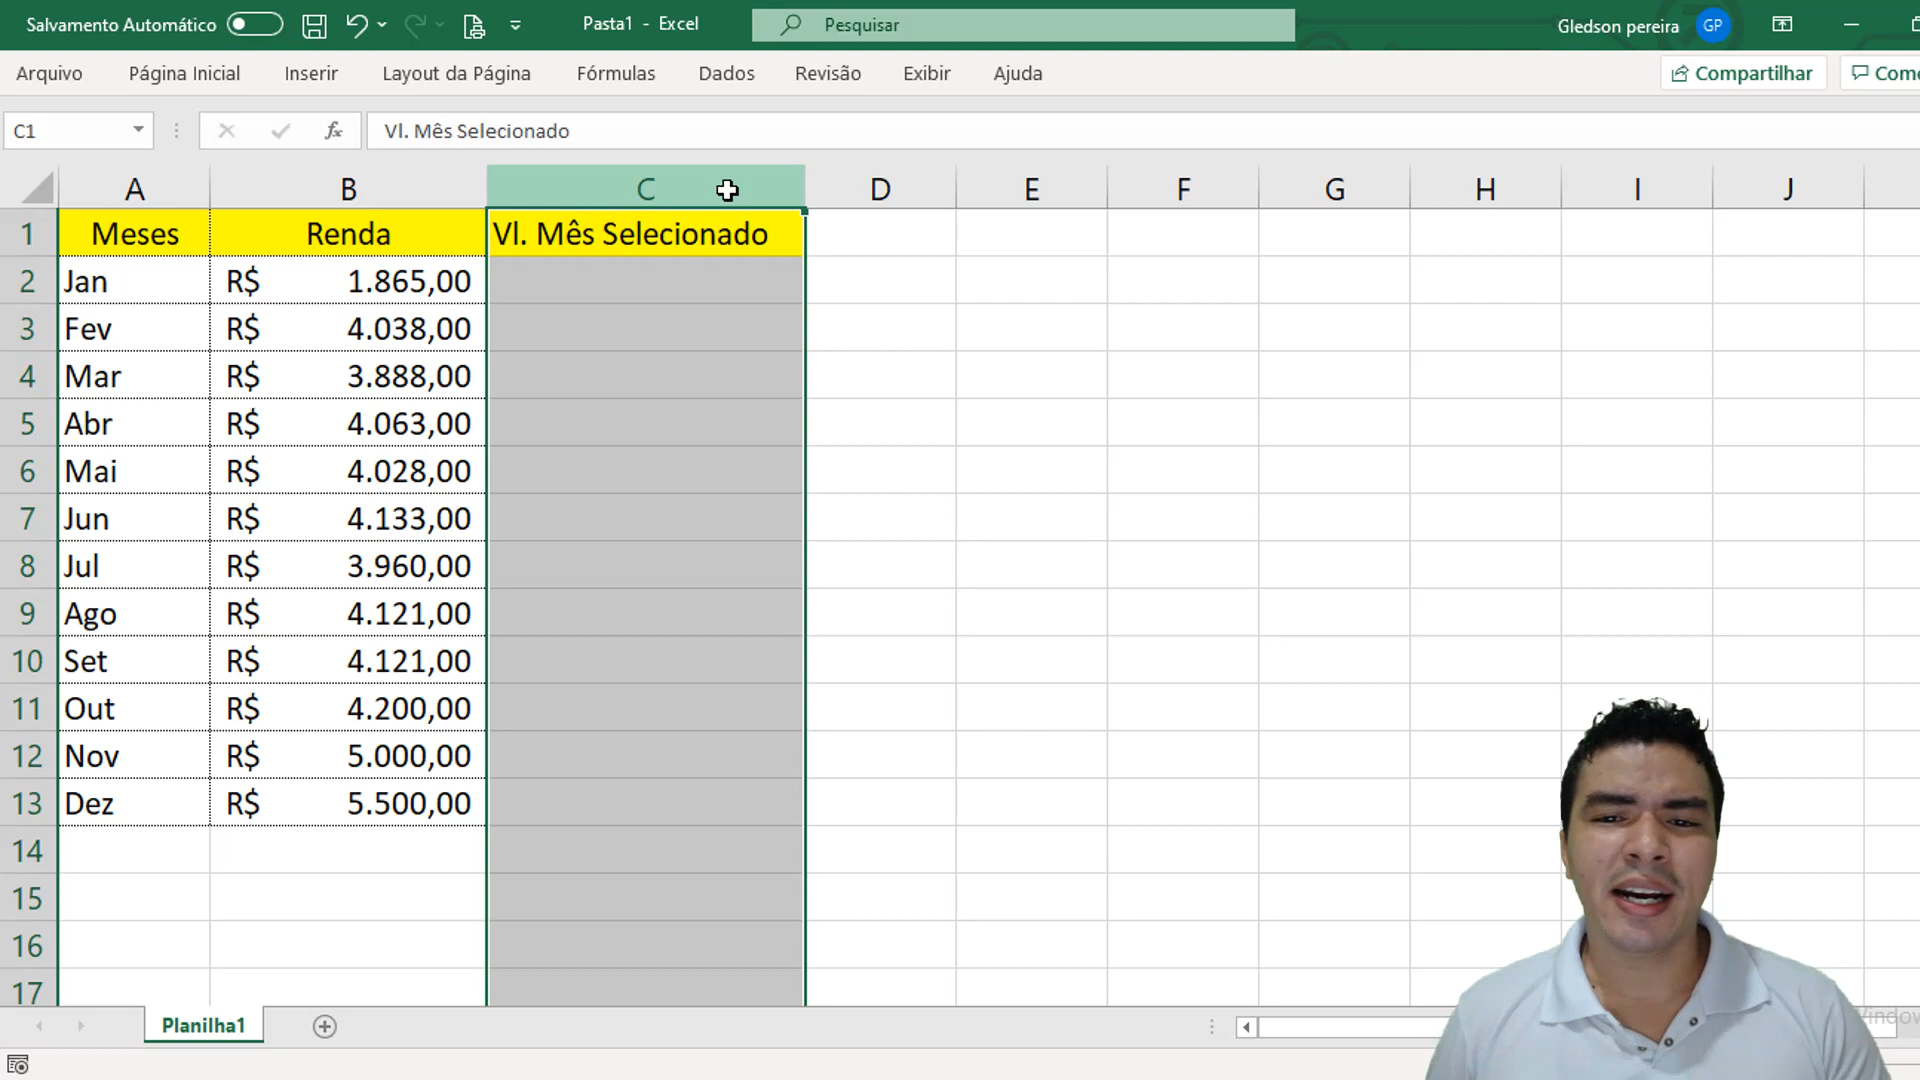 Salvamento Automático
Pasta1 - Excel
Pesquisar
Gledson pereira
GP
Arquivo
Página Inicial
Inserir
Layout da Página
Fórmulas
Dados
Revisão
Exibir
Ajuda
Compartilhar
Come
C1
fx
Vl. Mês Selecionado
A B C D E F G H I J
1 Meses Renda Vl. Mês Selecionado
2 Jan R$ 1.865,00
3 Fev R$ 4.038,00
4 Mar R$ 3.888,00
5 Abr R$ 4.063,00
6 Mai R$ 4.028,00
7 Jun R$ 4.133,00
8 Jul R$ 3.960,00
9 Ago R$ 4.121,00
10 Set R$ 4.121,00
11 Out R$ 4.200,00
12 Nov R$ 5.000,00
13 Dez R$ 5.500,00
14
15
16
17
Planilha1